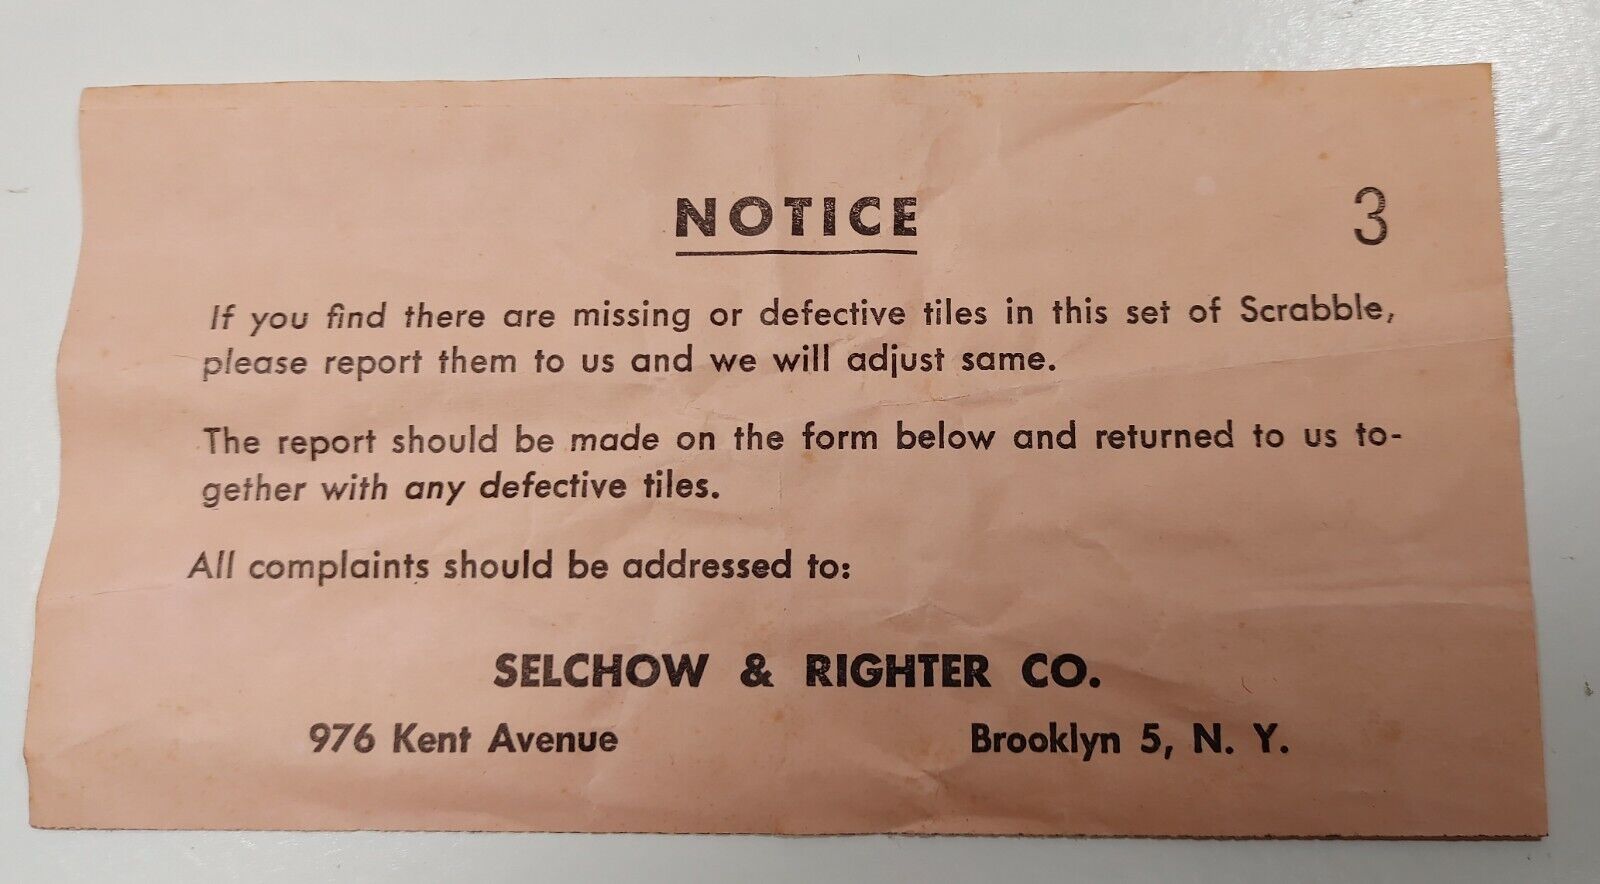 NOTICE
3
If you find there are missing or defective tiles in this set of Scrabble,
please report them to us and we will adjust same.
The report should be made on the form below and returned to us to-
gether with any defective tiles.
All complaints should be addressed to:
SELCHOW & RIGHTER CO.
976 Kent Avenue Brooklyn 5, N. Y.